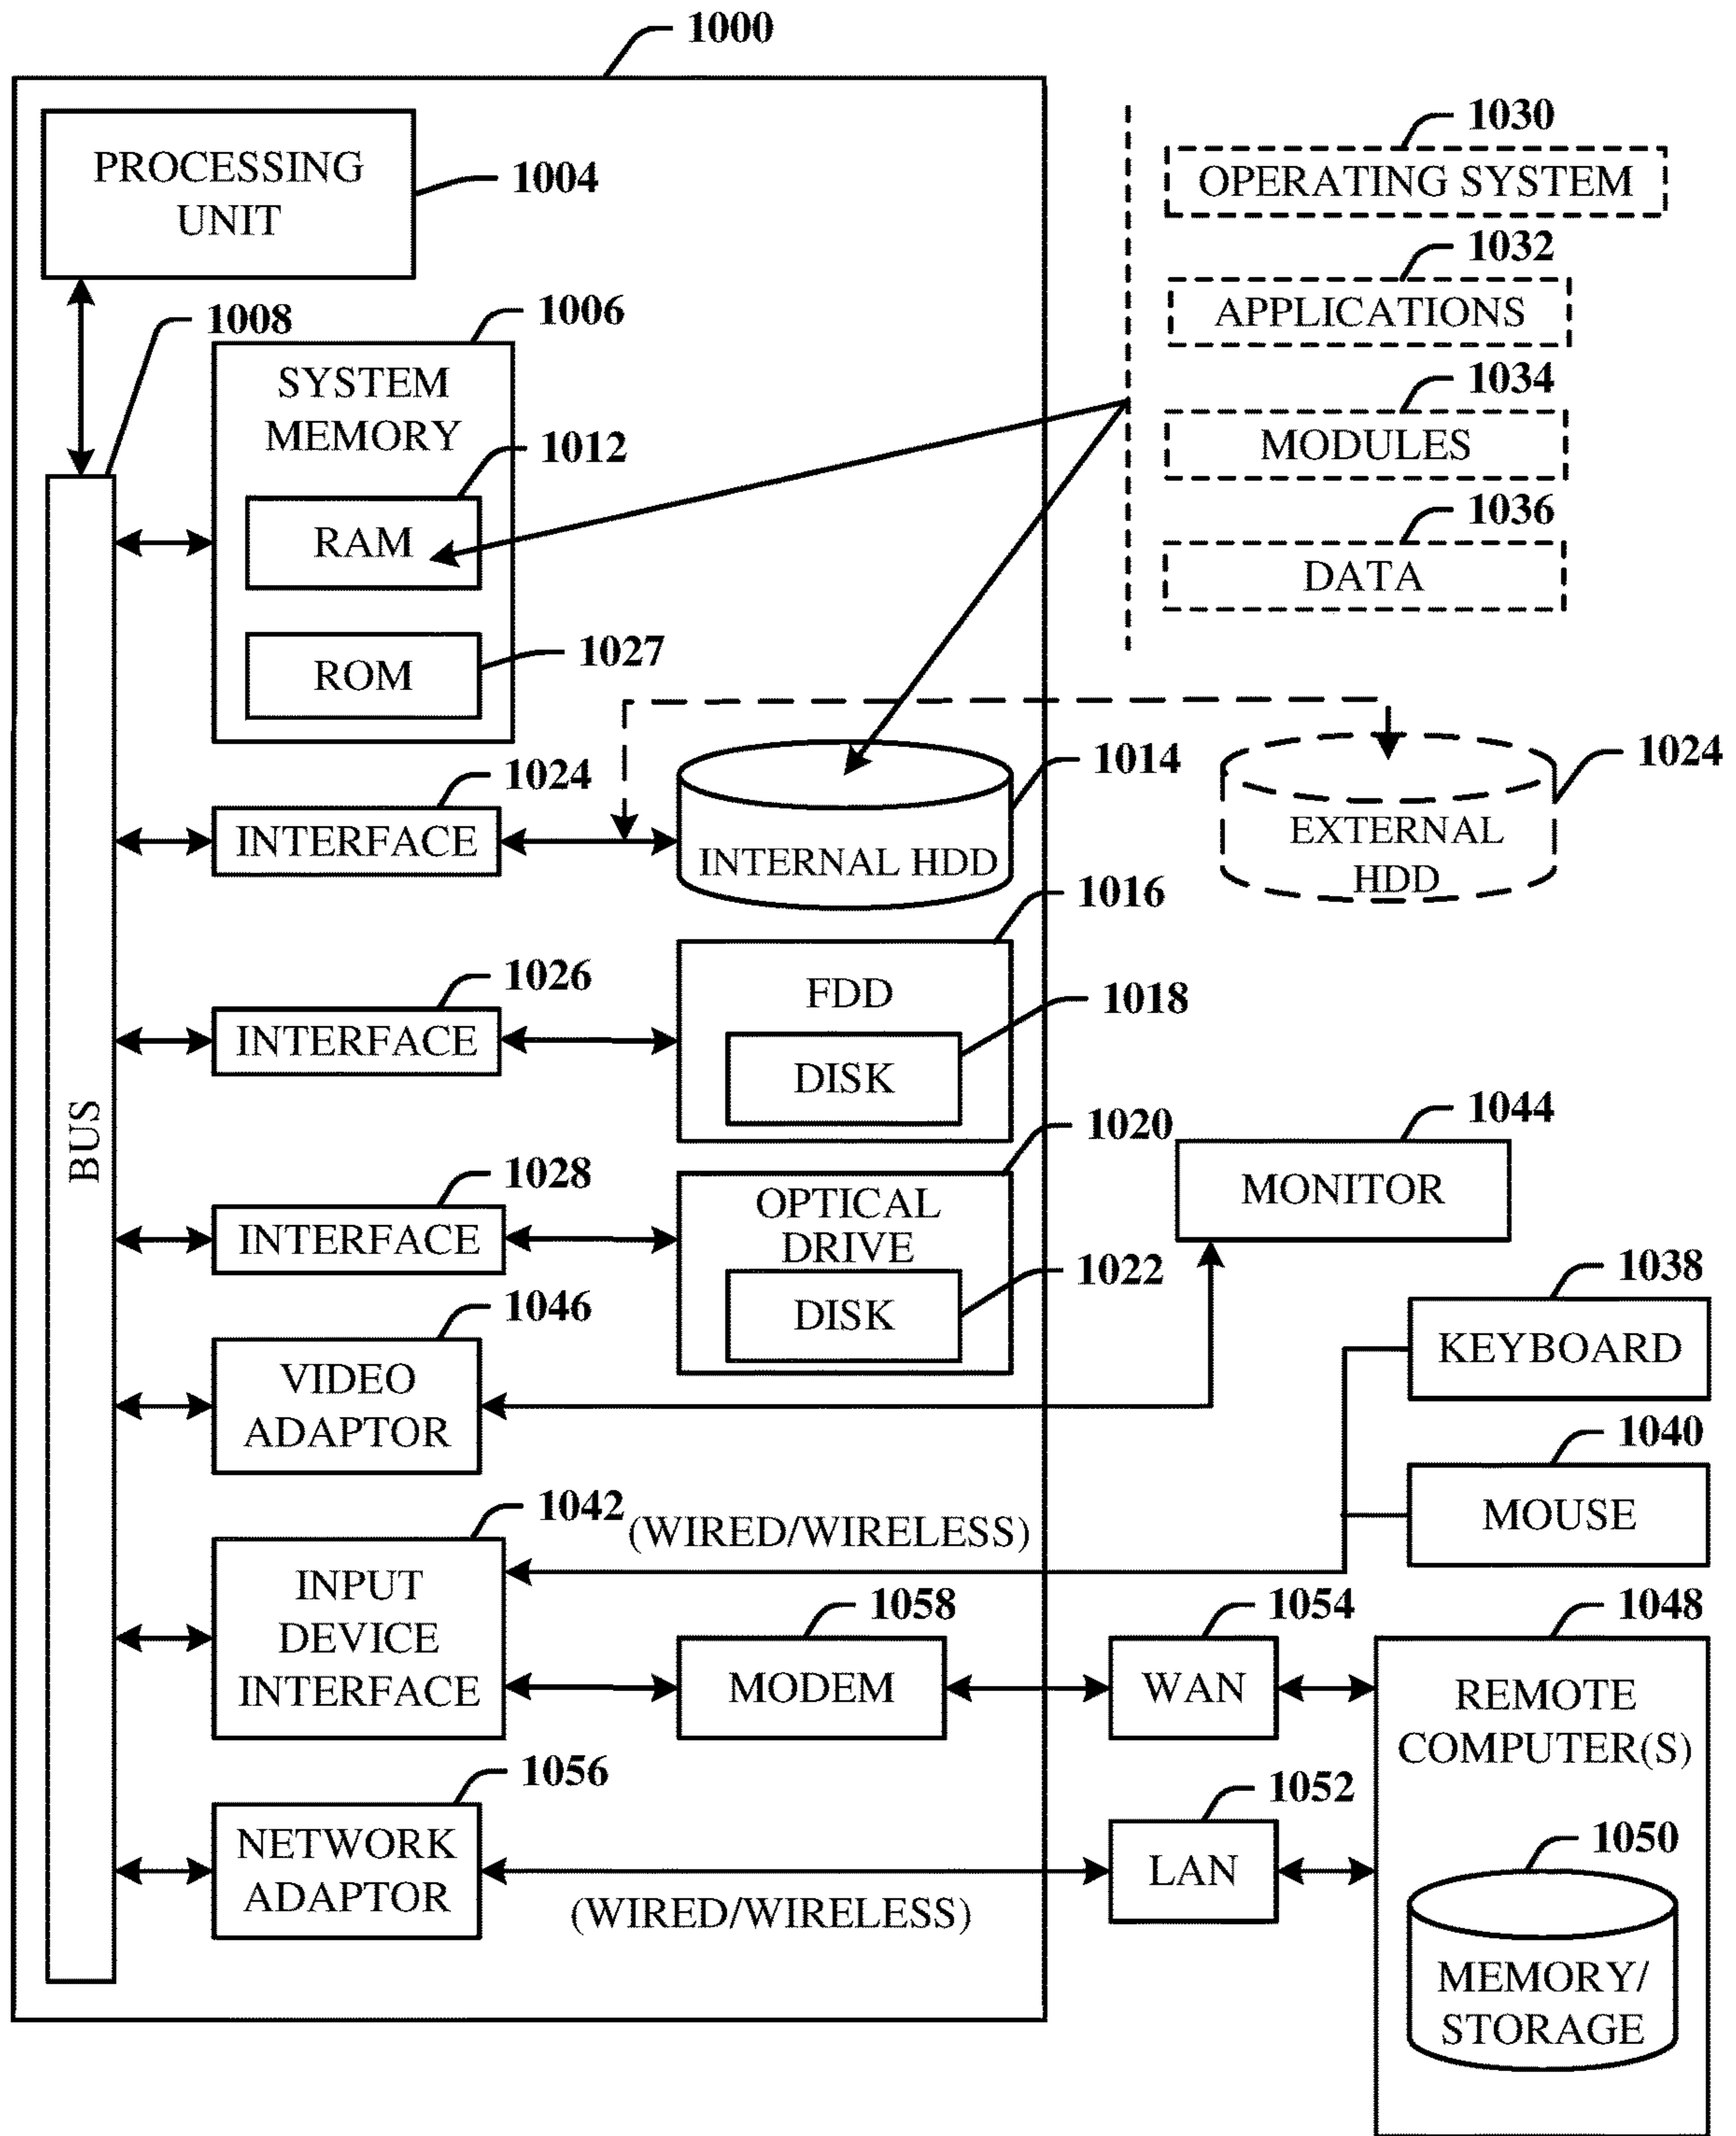 1000
PROCESSING
UNIT
1004
1030
OPERATING SYSTEM
1032
APPLICATIONS
1034
MODULES
1036
DATA
1008
1006
SYSTEM
MEMORY
1012
RAM
ROM
1027
1024
INTERFACE
INTERNAL HDD
1014
EXTERNAL
HDD
1024
1026
INTERFACE
1016
FDD
1018
DISK
BUS
1028
INTERFACE
1020
OPTICAL
DRIVE
1022
DISK
1044
MONITOR
1046
VIDEO
ADAPTOR
1038
KEYBOARD
1040
MOUSE
1042
(WIRED/WIRELESS)
INPUT
DEVICE
INTERFACE
1058
MODEM
1054
WAN
1048
REMOTE
COMPUTER(S)
1056
NETWORK
ADAPTOR
(WIRED/WIRELESS)
1052
LAN
1050
MEMORY/
STORAGE